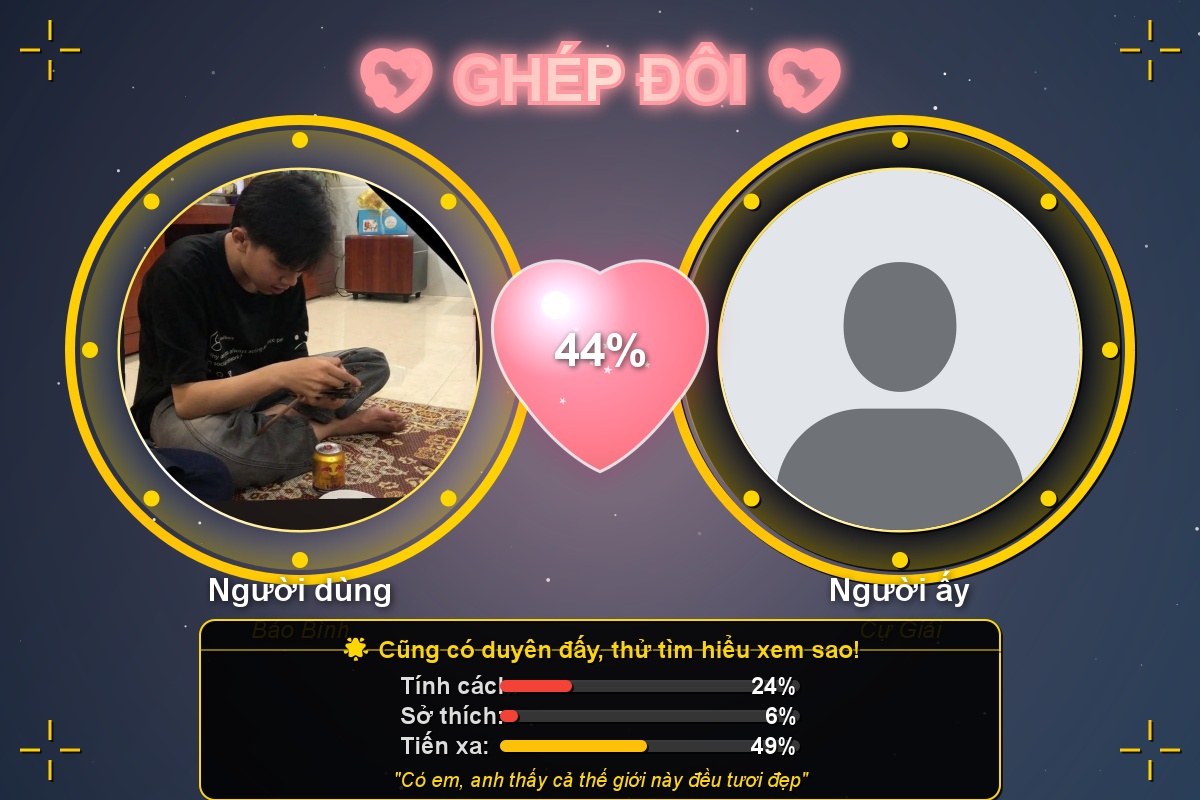 GHÉP ĐÔI
44%
Người dùng
Người ấy
Bảo Bình
Cự Giải
Cũng có duyên đấy, thử tìm hiểu xem sao!
Tính cách: 24%
Sở thích: 6%
Tiến xa: 49%
"Có em, anh thấy cả thế giới này đều tươi đẹp"